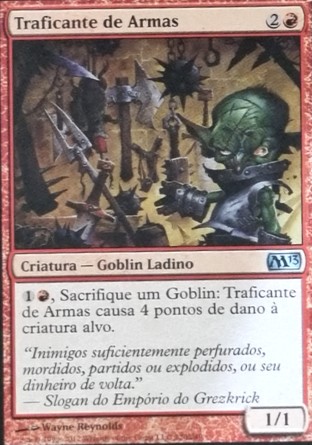 Traficante de Armas 2
Criatura — Goblin Ladino M13
1, Sacrifique um Goblin: Traficante
de Armas causa 4 pontos de dano à
criatura alvo.
“Inimigos suficientemente perfurados,
mordidos, partidos ou explodidos, ou seu
dinheiro de volta.”
— Slogan do Empório do Grezkrick
Wayne Reynolds
1/1